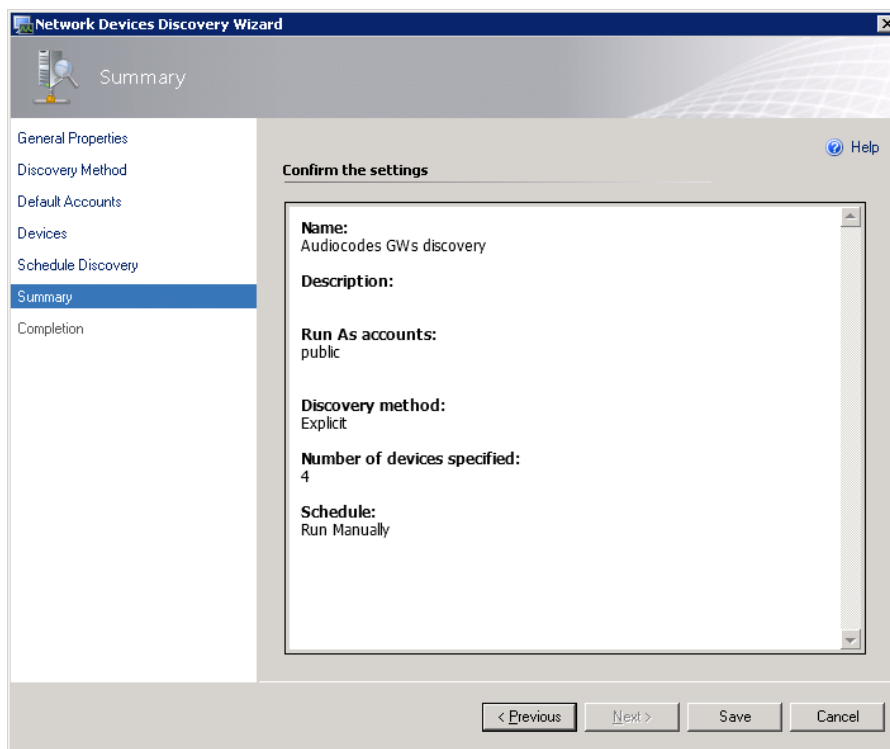 Network Devices Discovery Wizard
Summary
General Properties
Discovery Method
Default Accounts
Devices
Schedule Discovery
Summary
Completion
Help
Confirm the settings
Name:
Audiocodes GWs discovery
Description:
Run As accounts:
public
Discovery method:
Explicit
Number of devices specified:
4
Schedule:
Run Manually
< Previous
Next >
Save
Cancel